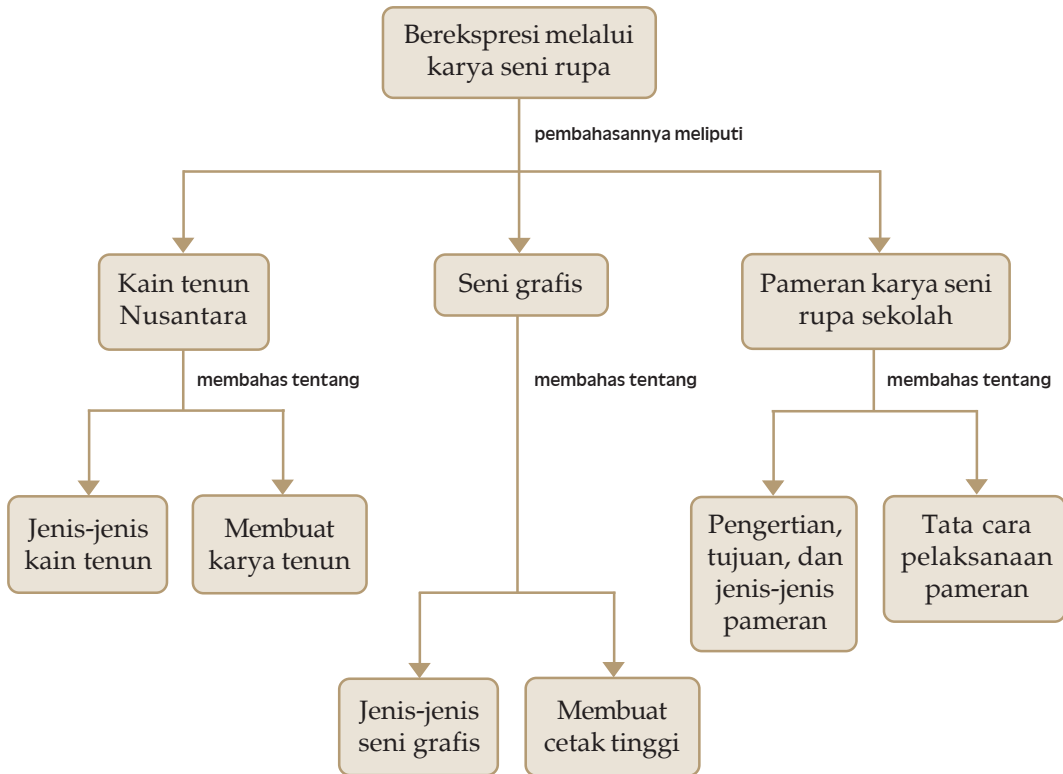 Berekspresi melalui
karya seni rupa
pembahasannya meliputi
Kain tenun
Nusantara
Seni grafis
Pameran karya seni
rupa sekolah
membahas tentang
membahas tentang
membahas tentang
Jenis-jenis
kain tenun
Membuat
karya tenun
Pengertian,
tujuan, dan
jenis-jenis
pameran
Tata cara
pelaksanaan
pameran
Jenis-jenis
seni grafis
Membuat
cetak tinggi